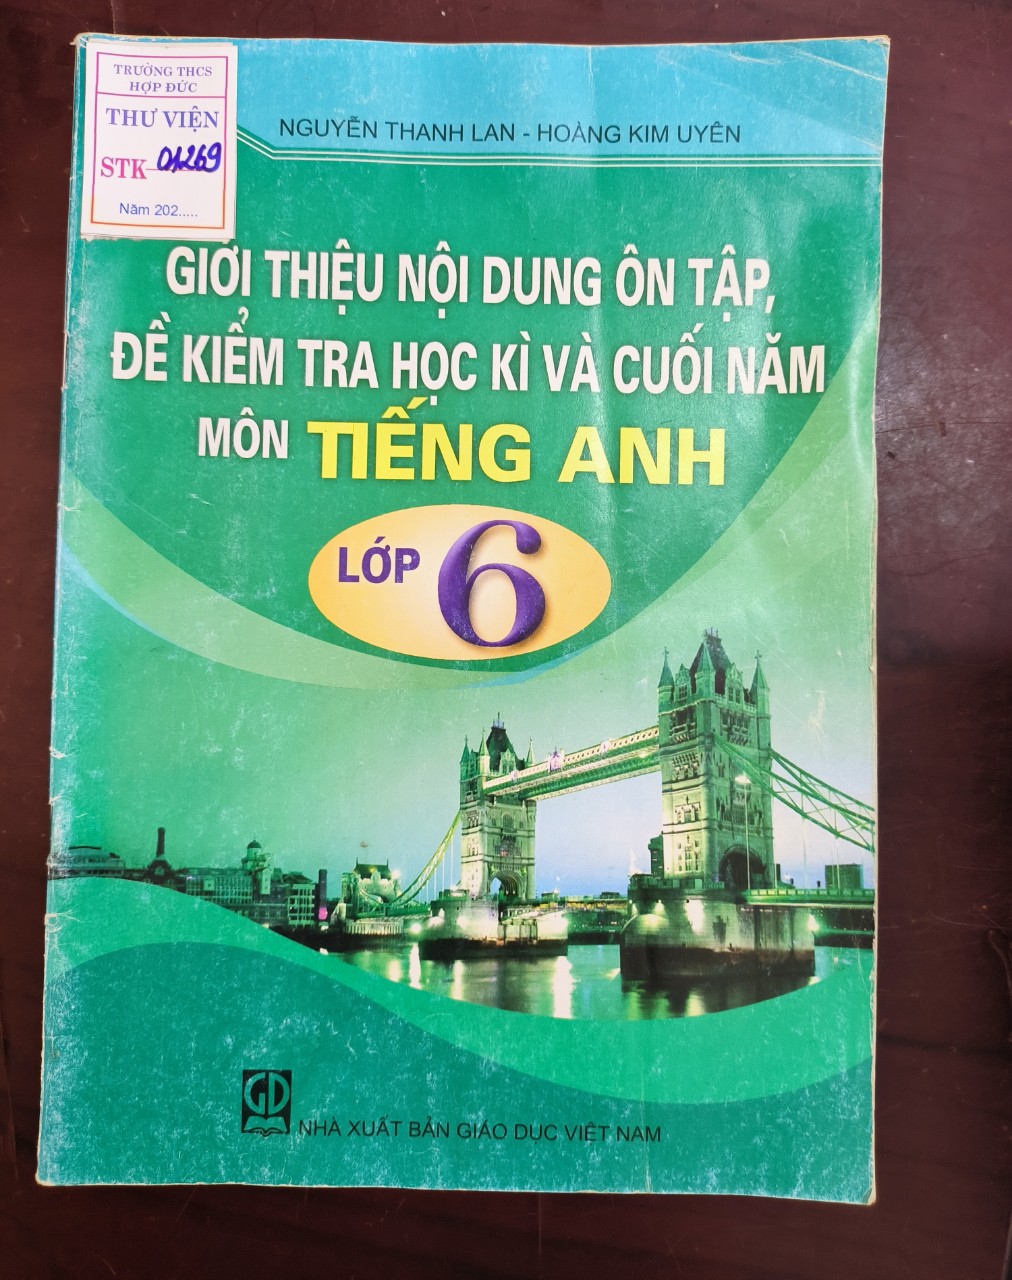 TRƯỜNG THCS
HỢP ĐỨC
THƯ VIỆN
STK 01269
Năm 202.....
NGUYỄN THANH LAN - HOÀNG KIM UYÊN
GIỚI THIỆU NỘI DUNG ÔN TẬP,
ĐỀ KIỂM TRA HỌC KÌ VÀ CUỐI NĂM
MÔN TIẾNG ANH
LỚP 6
GD
NHÀ XUẤT BẢN GIÁO DỤC VIỆT NAM